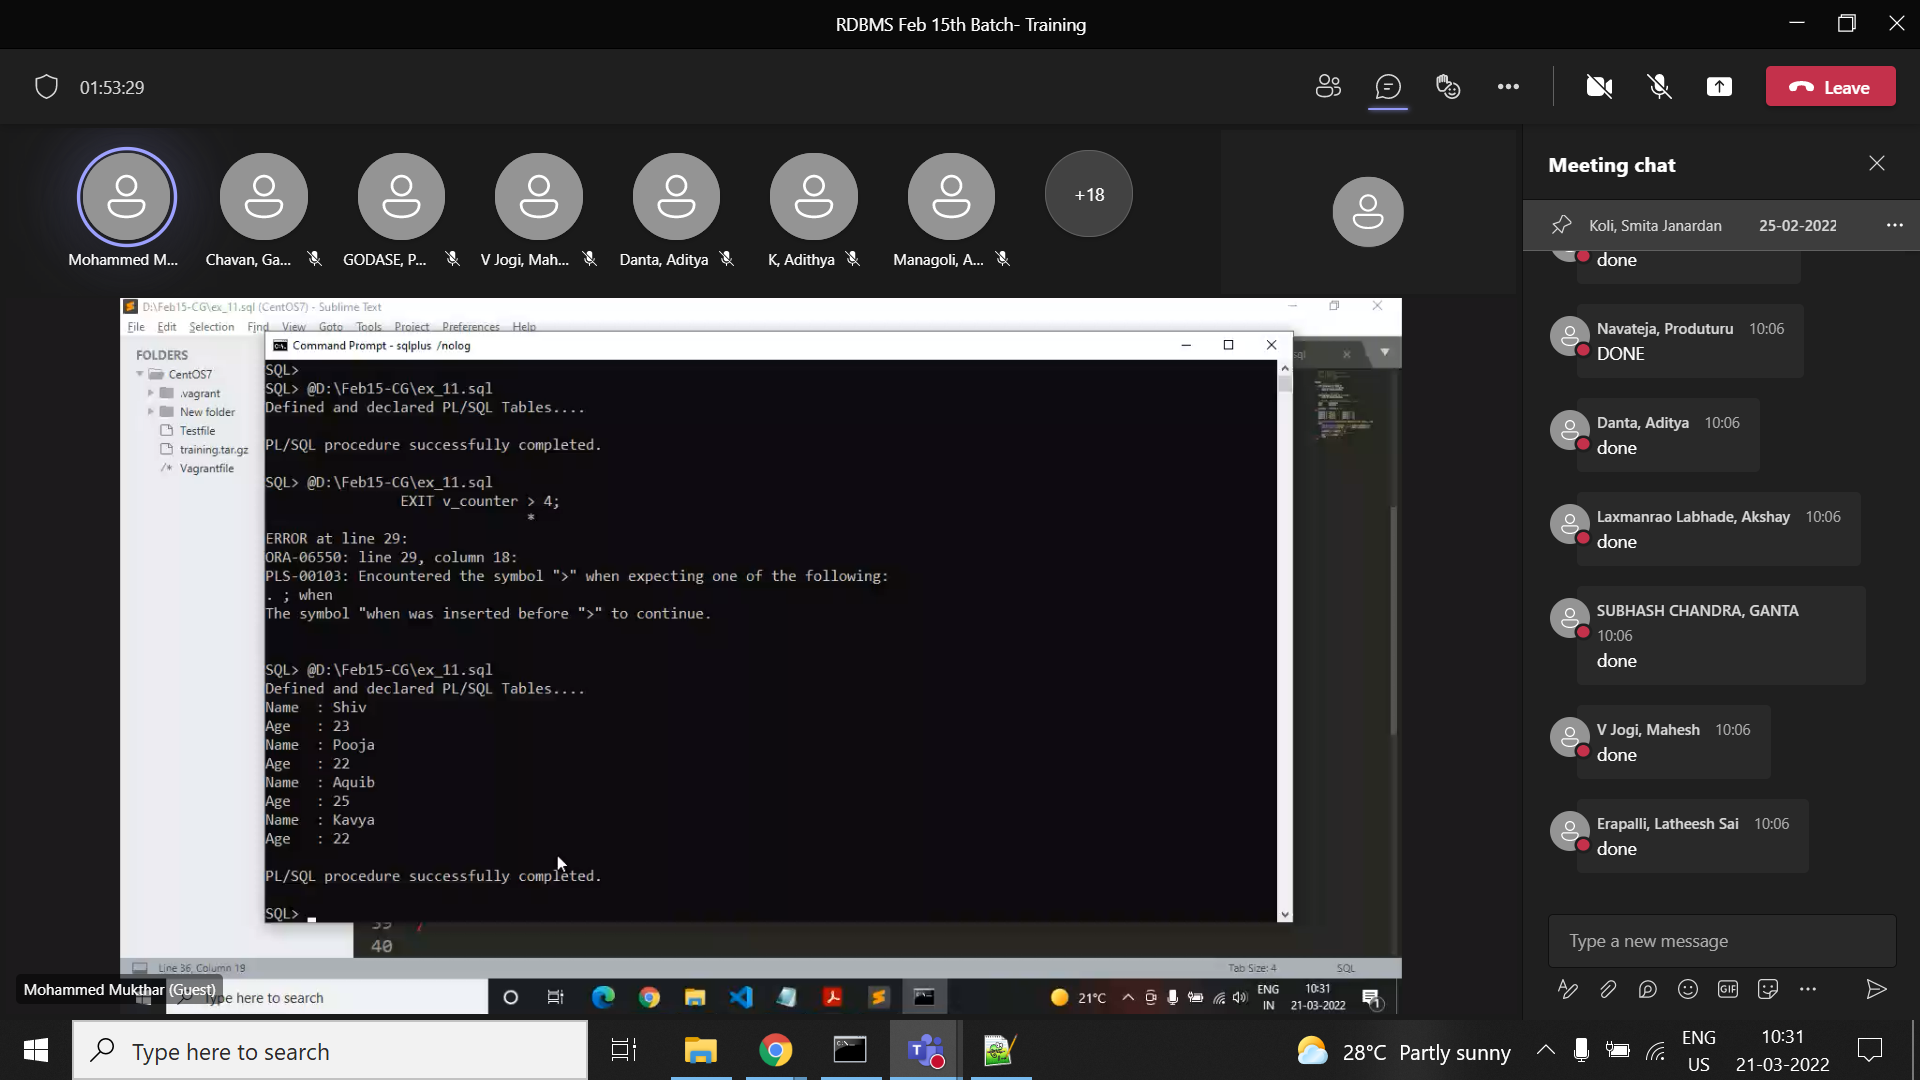 RDBMS Feb 15th Batch- Training
01:53:29
Leave
+18
Mohammed M...
Chavan, Ga...
GODASE, P...
V Jogi, Mah...
Danta, Aditya
K, Adithya
Managoli, A...
D:\Feb15-CG\ex_11.sql (CentOS7) - Sublime Text
File Edit Selection Find View Goto Tools Project Preferences Help
FOLDERS
CentOS7
.vagrant
New folder
Testfile
training.tar.gz
/* Vagrantfile
Command Prompt - sqlplus /nolog
SQL>
SQL> @D:\Feb15-CG\ex_11.sql
Defined and declared PL/SQL Tables....
PL/SQL procedure successfully completed.
SQL> @D:\Feb15-CG\ex_11.sql
EXIT v_counter > 4;
*
ERROR at line 29:
ORA-06550: line 29, column 18:
PLS-00103: Encountered the symbol ">" when expecting one of the following:
. ; when
The symbol "when was inserted before ">" to continue.
SQL> @D:\Feb15-CG\ex_11.sql
Defined and declared PL/SQL Tables....
Name : Shiv
Age : 23
Name : Pooja
Age : 22
Name : Aquib
Age : 25
Name : Kavya
Age : 22
PL/SQL procedure successfully completed.
SQL>
39 /
40
Line 36, Column 19
Tab Size: 4
SQL
Mohammed Mukthar (Guest)
Type here to search
21°C
ENG
IN
10:31
21-03-2022
1
Meeting chat
Koli, Smita Janardan 25-02-2022
done
Navateja, Produturu 10:06
DONE
Danta, Aditya 10:06
done
Laxmanrao Labhade, Akshay 10:06
done
SUBHASH CHANDRA, GANTA
10:06
done
V Jogi, Mahesh 10:06
done
Erapalli, Latheesh Sai 10:06
done
Type a new message
GIF
Type here to search
28°C Partly sunny
ENG
US
10:31
21-03-2022